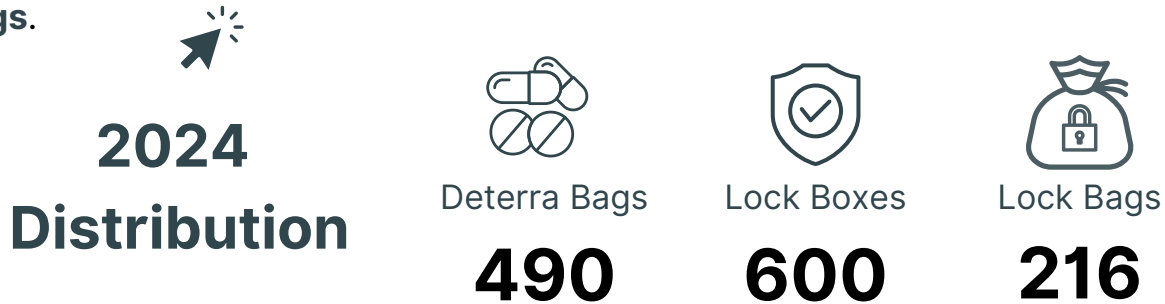 gs.
2024
Distribution
Deterra Bags
Lock Boxes
Lock Bags
490
600
216